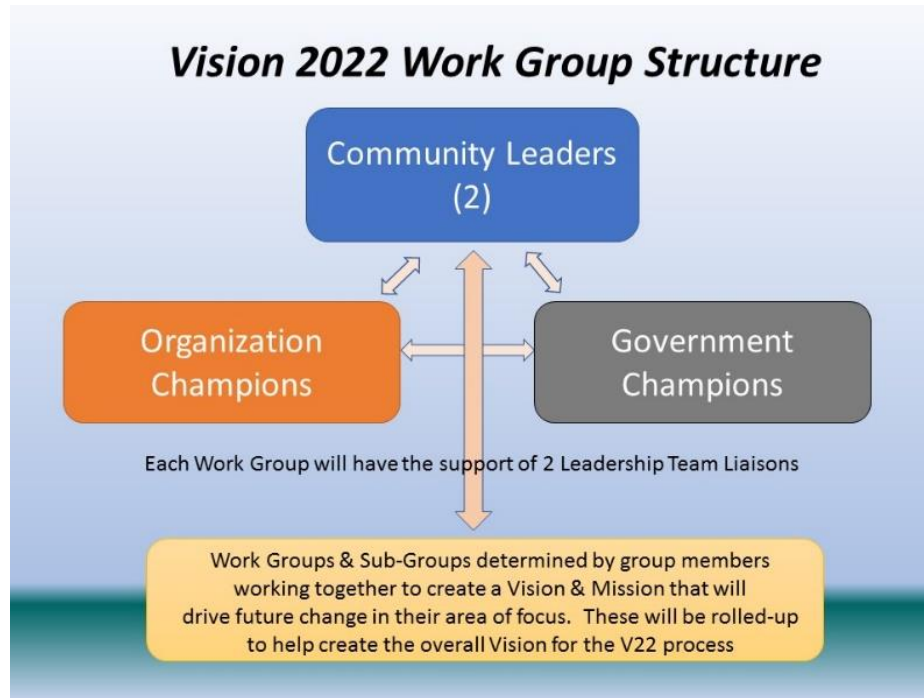 Vision 2022 Work Group Structure
Community Leaders
(2)
Organization
Champions
Government
Champions
Each Work Group will have the support of 2 Leadership Team Liaisons
Work Groups & Sub-Groups determined by group members
working together to create a Vision & Mission that will
drive future change in their area of focus.  These will be rolled-up
to help create the overall Vision for the V22 process